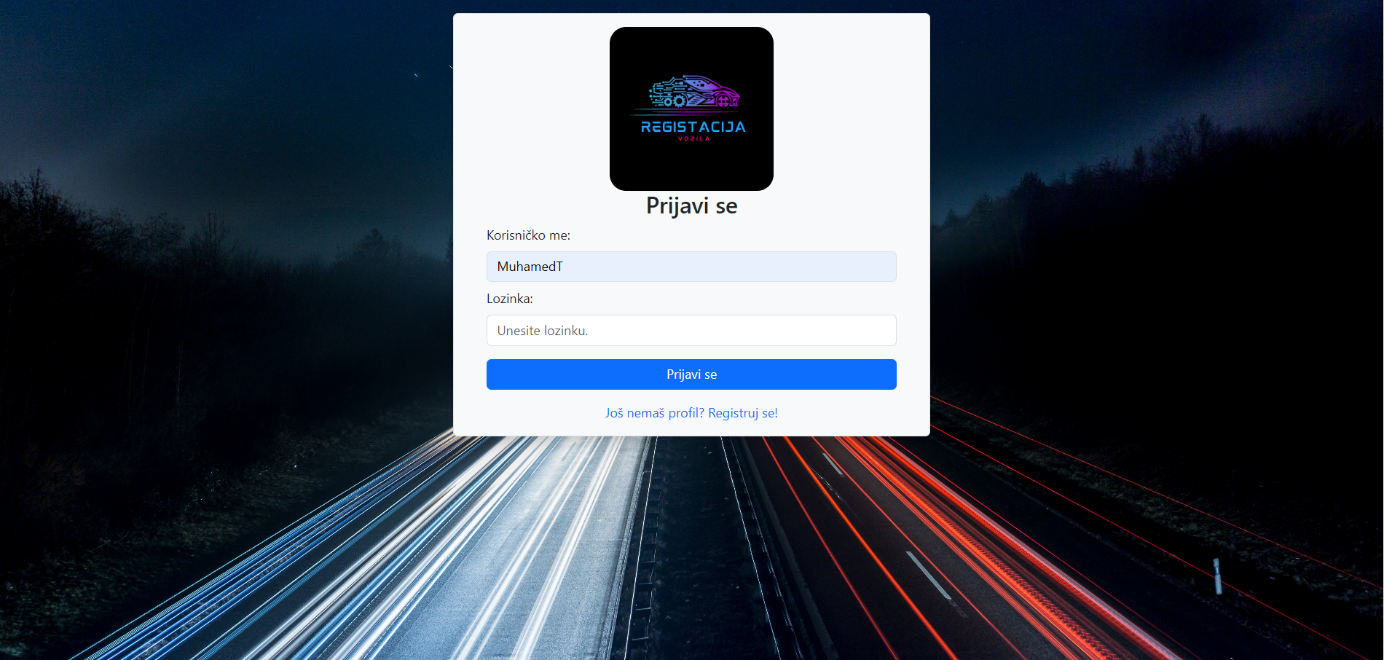 REGISTACIJA
VOZILA
Prijavi se
Korisničko me:
MuhamedT
Lozinka:
Unesite lozinku.
Prijavi se
Još nemaš profil? Registruj se!